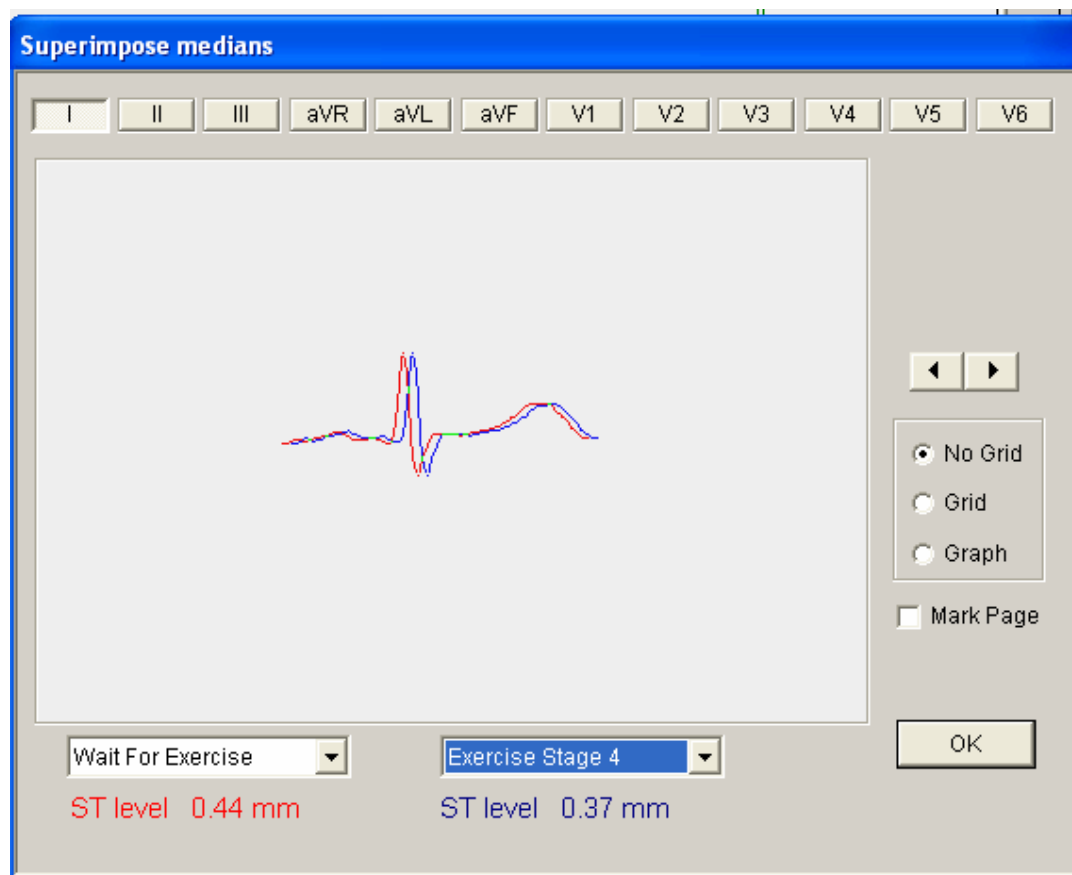 Superimpose medians
I II III aVR aVL aVF V1 V2 V3 V4 V5 V6
No Grid
Grid
Graph
Mark Page
OK
Wait For Exercise Exercise Stage 4
ST level 0.44 mm ST level 0.37 mm